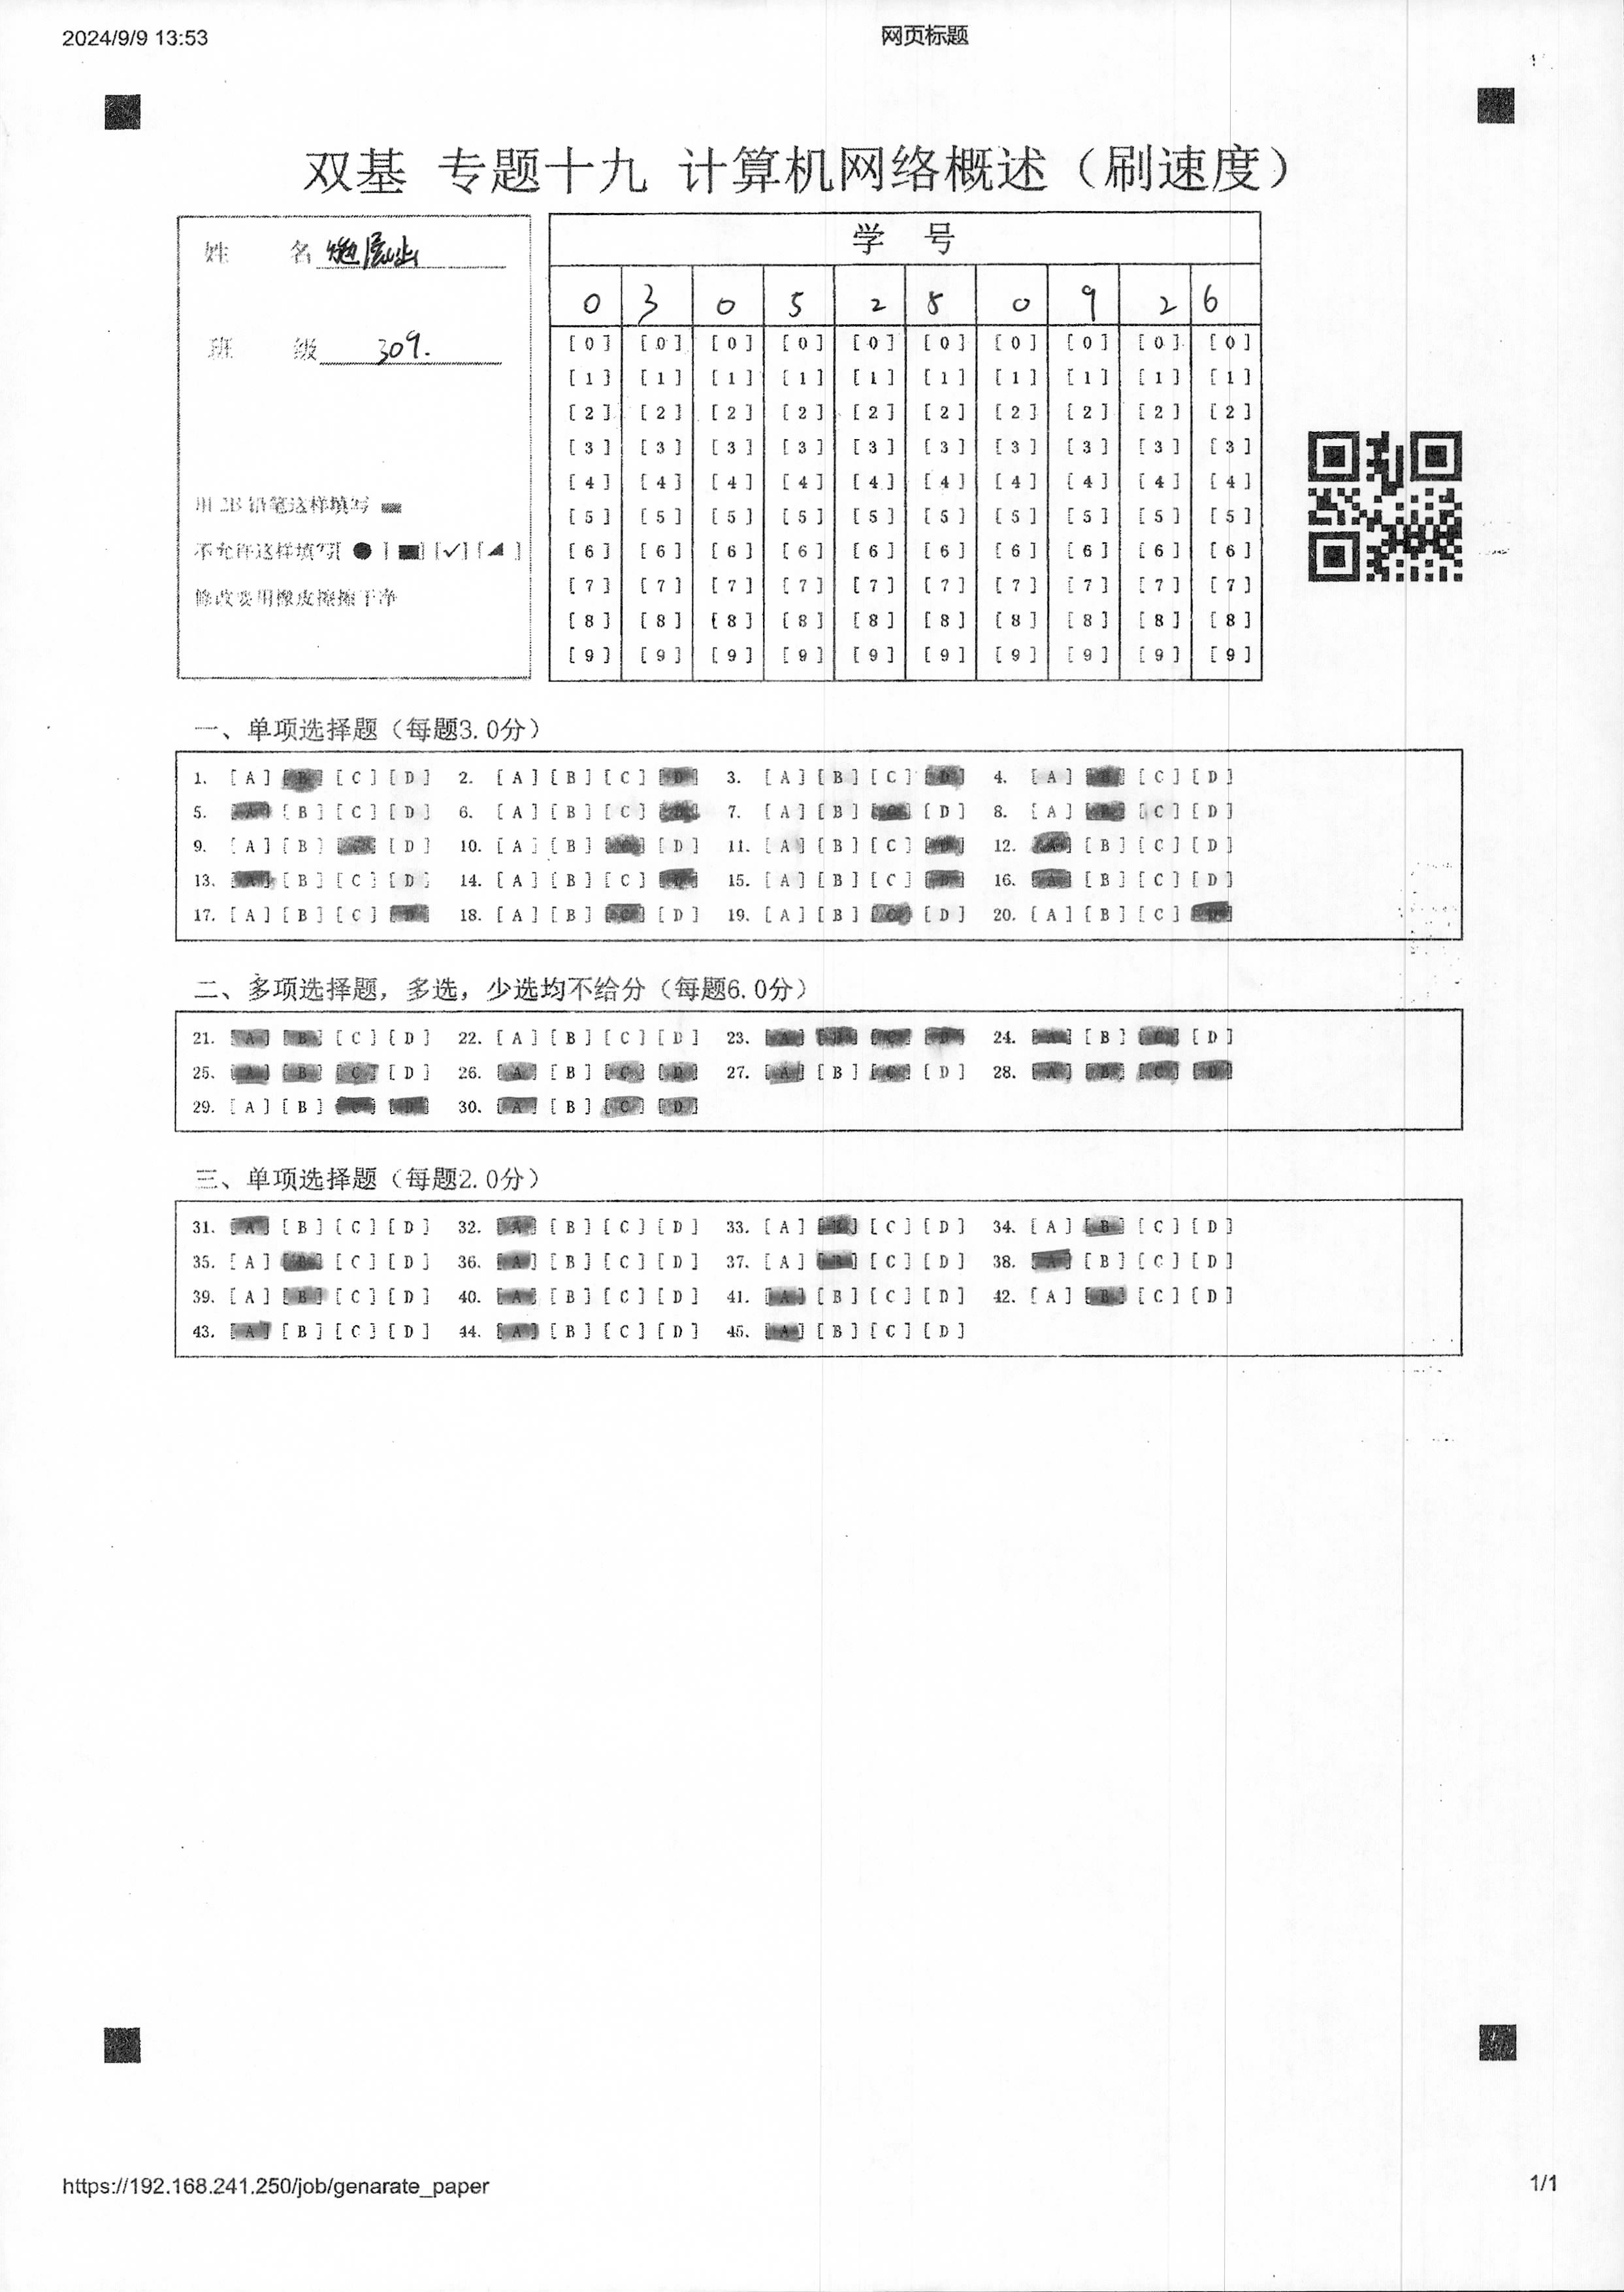 2024/9/9 13:53 网页标题
双基 专题十九 计算机网络概述（刷速度）
姓 名
班 级 309.
用 2B 铅笔这样填写
不允许这样填写[ ● ] [■] [✓] [◢ ]
修改要用橡皮擦擦干净
学 号
0 3 0 5 2 8 0 9 2 6
[0] [0] [0] [0] [0] [0] [0] [0] [0] [0]
[1] [1] [1] [1] [1] [1] [1] [1] [1] [1]
[2] [2] [2] [2] [2] [2] [2] [2] [2] [2]
[3] [3] [3] [3] [3] [3] [3] [3] [3] [3]
[4] [4] [4] [4] [4] [4] [4] [4] [4] [4]
[5] [5] [5] [5] [5] [5] [5] [5] [5] [5]
[6] [6] [6] [6] [6] [6] [6] [6] [6] [6]
[7] [7] [7] [7] [7] [7] [7] [7] [7] [7]
[8] [8] [8] [8] [8] [8] [8] [8] [8] [8]
[9] [9] [9] [9] [9] [9] [9] [9] [9] [9]
一、单项选择题（每题3.0分）
1. [A] [B] [C] [D] 2. [A] [B] [C] [D] 3. [A] [B] [C] [D] 4. [A] [B] [C] [D]
5. [A] [B] [C] [D] 6. [A] [B] [C] [D] 7. [A] [B] [C] [D] 8. [A] [B] [C] [D]
9. [A] [B] [C] [D] 10. [A] [B] [C] [D] 11. [A] [B] [C] [D] 12. [A] [B] [C] [D]
13. [A] [B] [C] [D] 14. [A] [B] [C] [D] 15. [A] [B] [C] [D] 16. [A] [B] [C] [D]
17. [A] [B] [C] [D] 18. [A] [B] [C] [D] 19. [A] [B] [C] [D] 20. [A] [B] [C] [D]
二、多项选择题，多选，少选均不给分（每题6.0分）
21. [A] [B] [C] [D] 22. [A] [B] [C] [D] 23. [A] [B] [C] [D] 24. [A] [B] [C] [D]
25. [A] [B] [C] [D] 26. [A] [B] [C] [D] 27. [A] [B] [C] [D] 28. [A] [B] [C] [D]
29. [A] [B] [C] [D] 30. [A] [B] [C] [D]
三、单项选择题（每题2.0分）
31. [A] [B] [C] [D] 32. [A] [B] [C] [D] 33. [A] [B] [C] [D] 34. [A] [B] [C] [D]
35. [A] [B] [C] [D] 36. [A] [B] [C] [D] 37. [A] [B] [C] [D] 38. [A] [B] [C] [D]
39. [A] [B] [C] [D] 40. [A] [B] [C] [D] 41. [A] [B] [C] [D] 42. [A] [B] [C] [D]
43. [A] [B] [C] [D] 44. [A] [B] [C] [D] 45. [A] [B] [C] [D]
https://192.168.241.250/job/genarate_paper 1/1